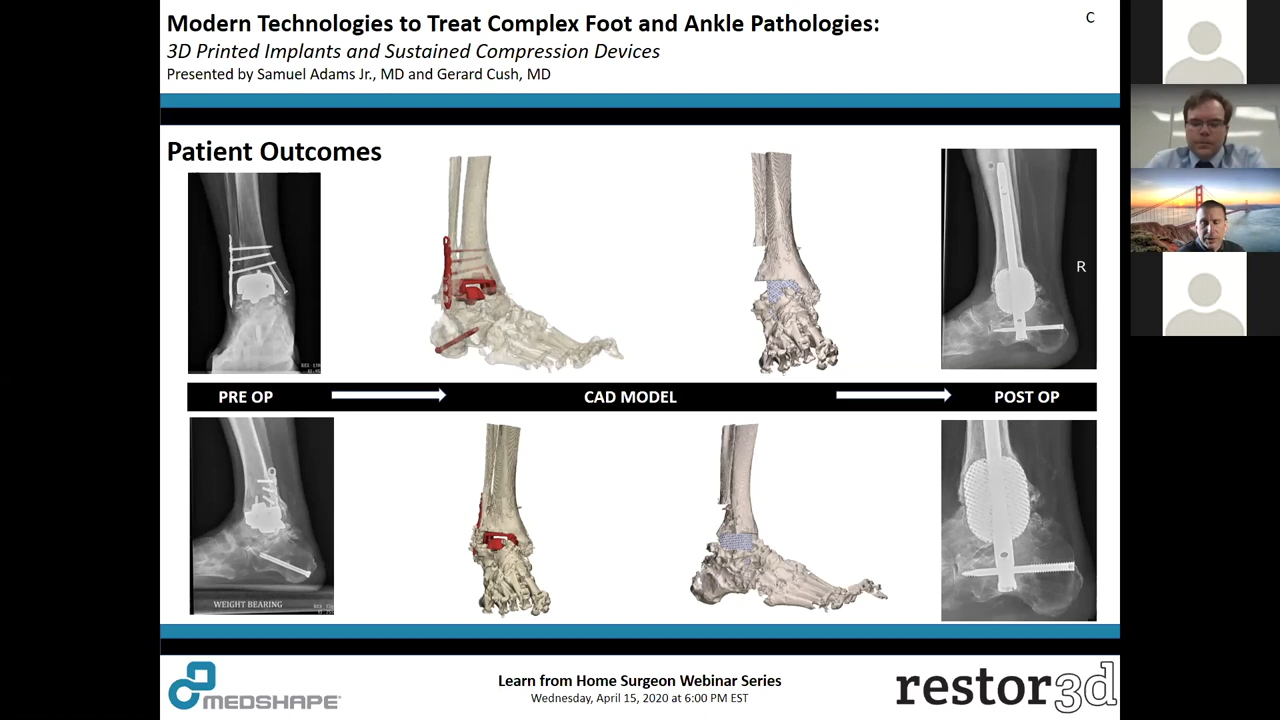 Modern Technologies to Treat Complex Foot and Ankle Pathologies:
3D Printed Implants and Sustained Compression Devices
Presented by Samuel Adams Jr., MD and Gerard Cush, MD
C
Patient Outcomes
R
PRE OP
CAD MODEL
POST OP
WEIGHT BEARING
MEDSHAPE
Learn from Home Surgeon Webinar Series
Wednesday, April 15, 2020 at 6:00 PM EST
restor3d